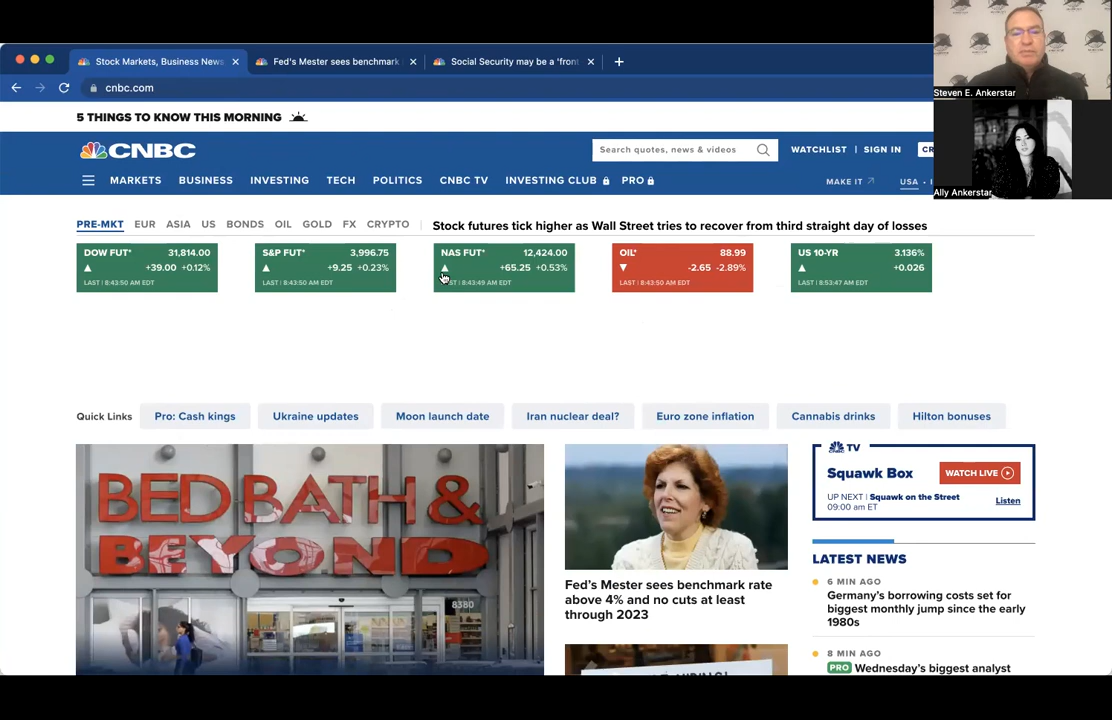 Stock Markets, Business News
Fed's Mester sees benchmark
Social Security may be a 'front
cnbc.com
Steven E. Ankerstar
Ally Ankerstar
5 THINGS TO KNOW THIS MORNING
CNBC
Search quotes, news & videos
WATCHLIST | SIGN IN
CR
MARKETS BUSINESS INVESTING TECH POLITICS CNBC TV INVESTING CLUB PRO
MAKE IT USA
PRE-MKT EUR ASIA US BONDS OIL GOLD FX CRYPTO
Stock futures tick higher as Wall Street tries to recover from third straight day of losses
DOW FUT* 31,814.00
+39.00 +0.12%
LAST | 8:43:50 AM EDT
S&P FUT* 3,996.75
+9.25 +0.23%
LAST | 8:43:50 AM EDT
NAS FUT* 12,424.00
+65.25 +0.53%
LAST | 8:43:49 AM EDT
OIL* 88.99
-2.65 -2.89%
LAST | 8:43:50 AM EDT
US 10-YR 3.136%
+0.026
LAST | 8:53:47 AM EDT
Quick Links
Pro: Cash kings
Ukraine updates
Moon launch date
Iran nuclear deal?
Euro zone inflation
Cannabis drinks
Hilton bonuses
BED BATH &
BEYOND
8380
Fed's Mester sees benchmark rate
above 4% and no cuts at least
through 2023
CNBC TV
Squawk Box
WATCH LIVE
UP NEXT | Squawk on the Street
09:00 am ET
Listen
LATEST NEWS
6 MIN AGO
Germany's borrowing costs set for
biggest monthly jump since the early
1980s
8 MIN AGO
PRO Wednesday's biggest analyst